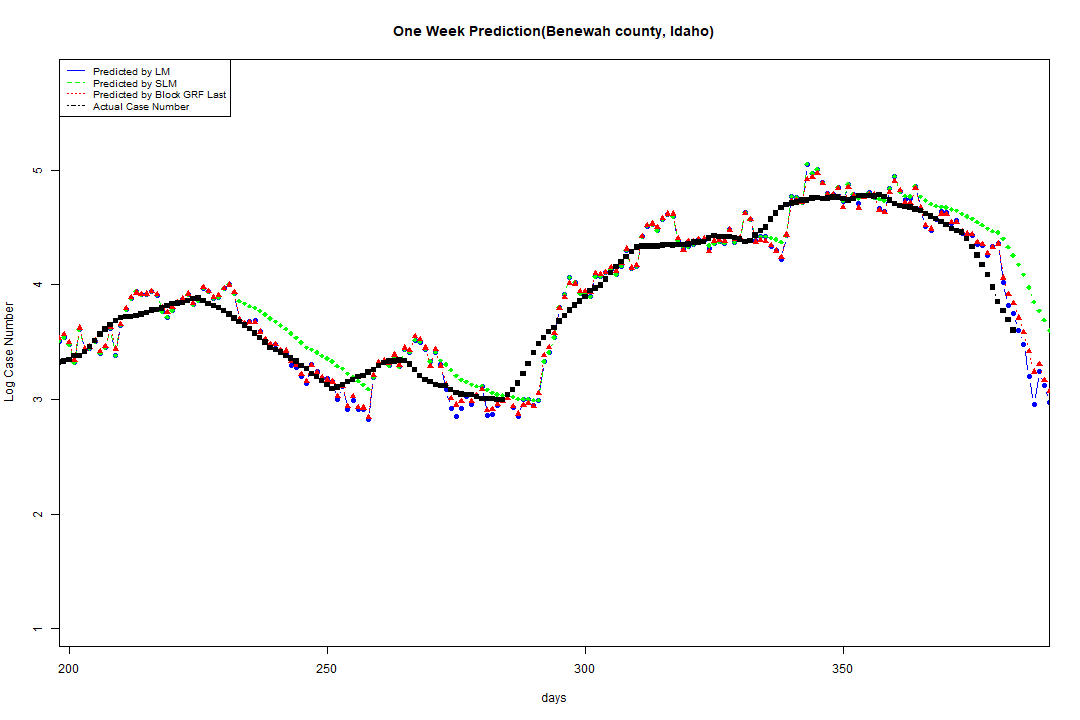 One Week Prediction(Benewah county, Idaho)
Predicted by LM
Predicted by SLM
Predicted by Block GRF Last
Actual Case Number
Log Case Number
5
4
3
2
1
200 250 300 350
days